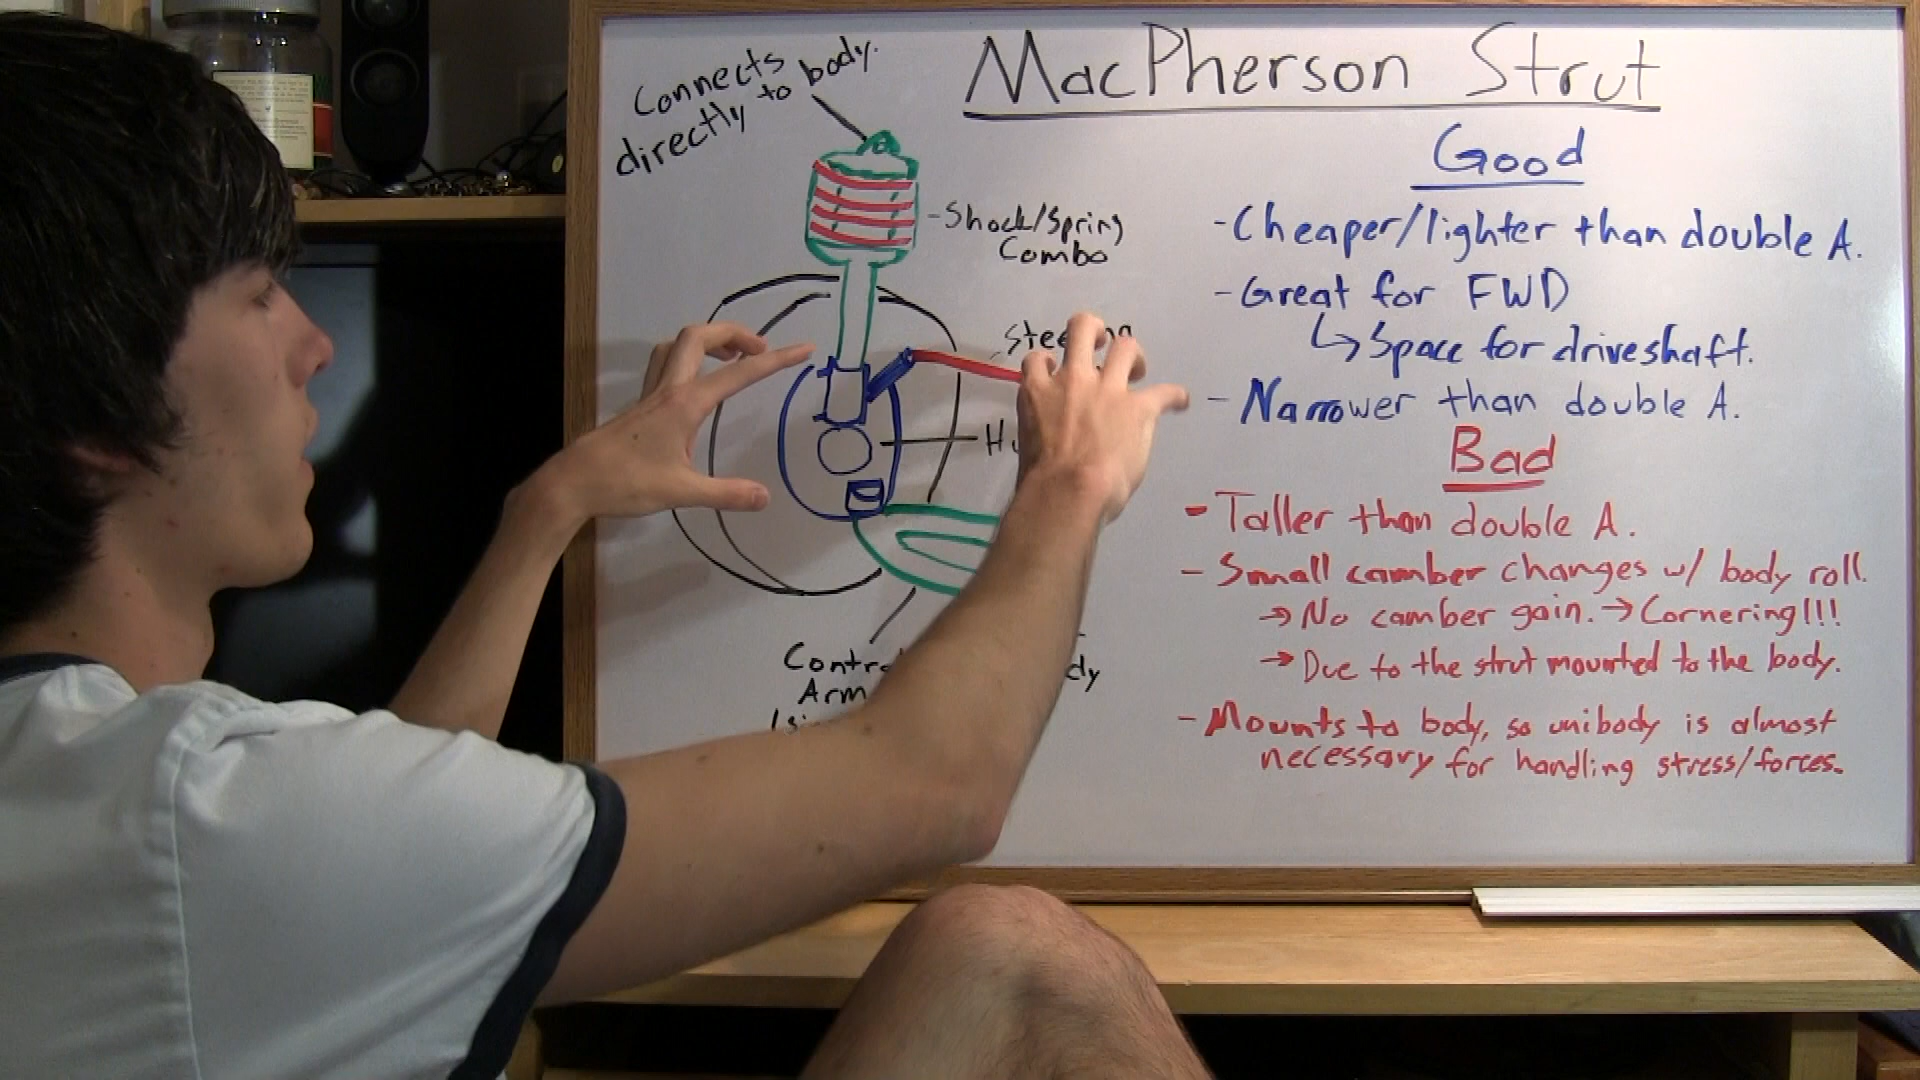 MacPherson Strut
Connects
directly to body.
-Shock/Spring
Combo
Good
-Cheaper/lighter than double A.
-Great for FWD
↳ Space for driveshaft.
- Narrower than double A.
Bad
- Taller than double A.
- Small camber changes w/ body roll.
→ No camber gain. → Cornering!!!
→ Due to the strut mounted to the body.
- Mounts to body, so unibody is almost
necessary for handling stress/forces.
Arm